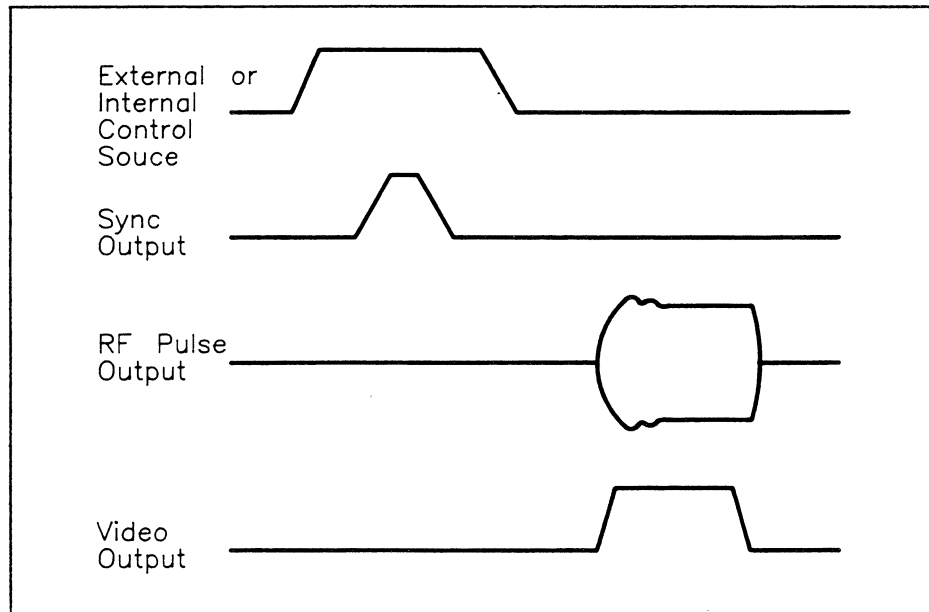 External or
Internal
Control
Souce
Sync
Output
RF Pulse
Output
Video
Output